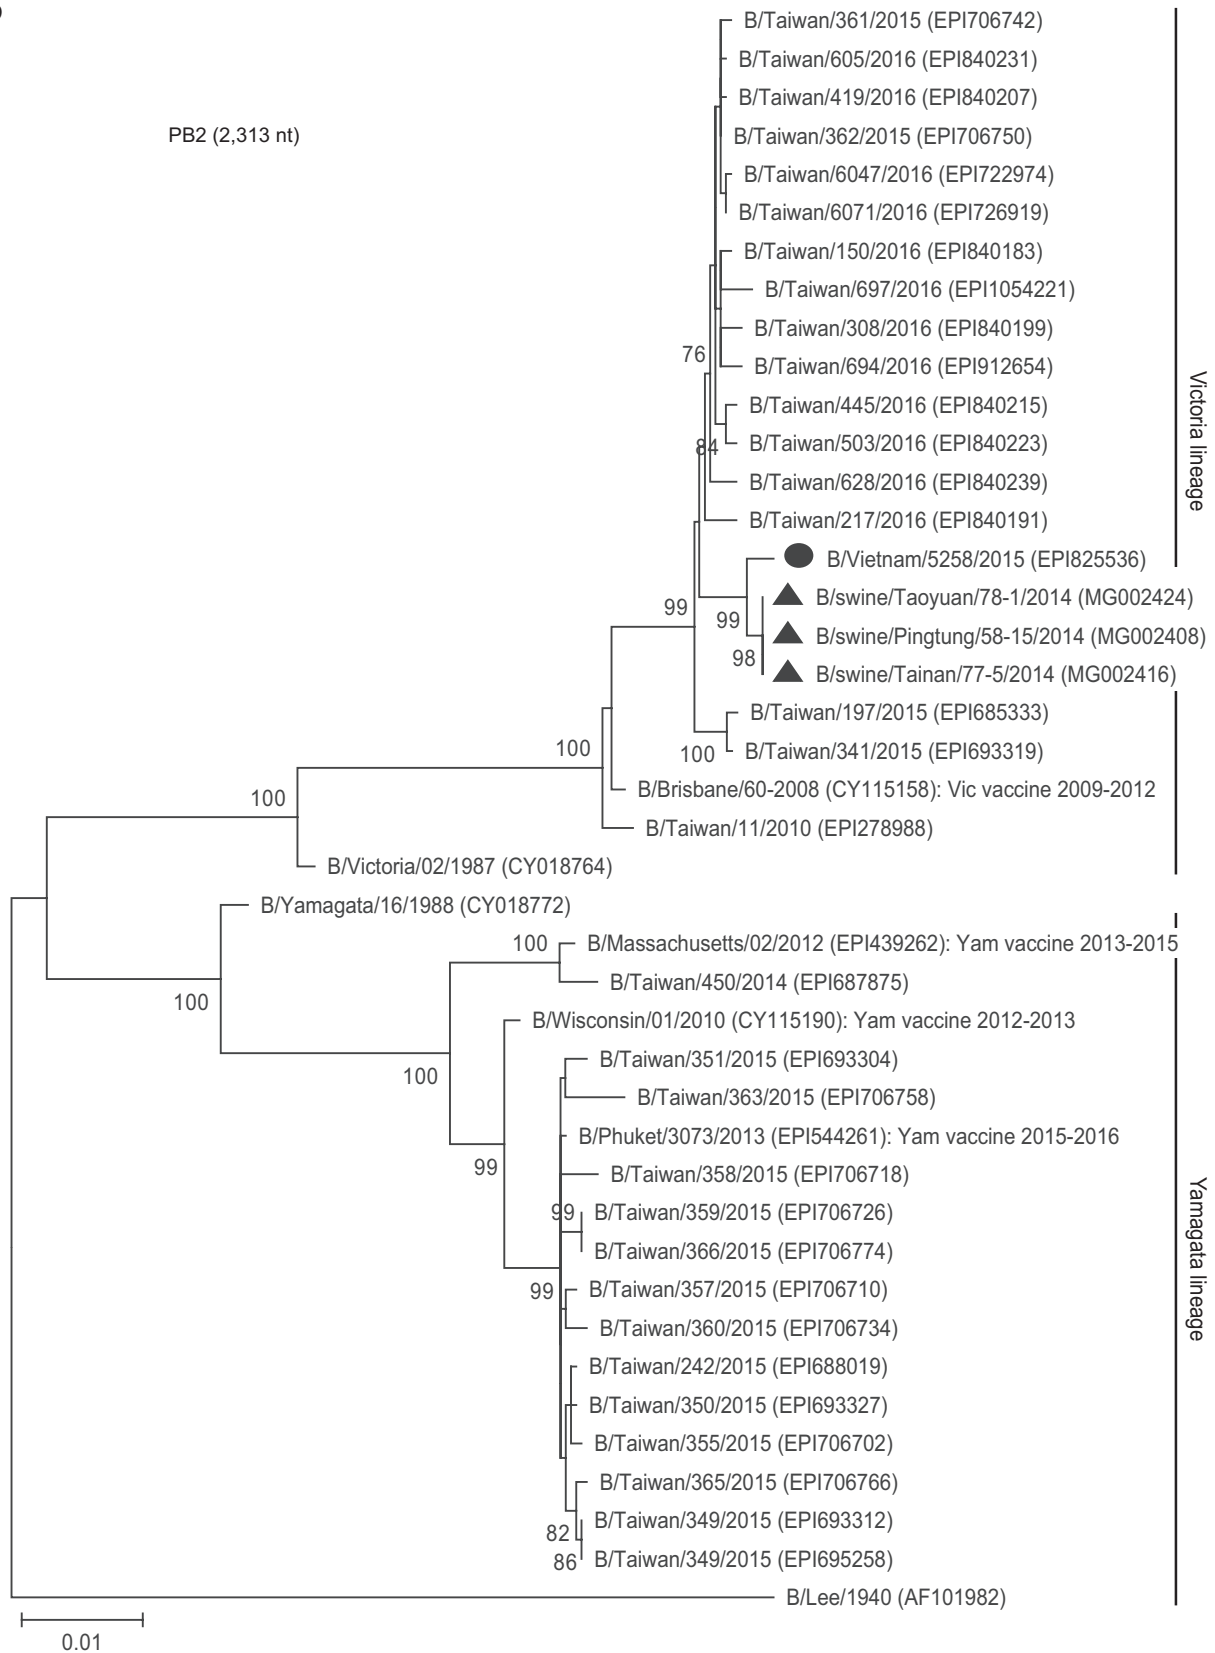 B/Taiwan/361/2015 (EPI706742)
B/Taiwan/605/2016 (EPI840231)
B/Taiwan/419/2016 (EPI840207)
PB2 (2,313 nt)
B/Taiwan/362/2015 (EPI706750)
B/Taiwan/6047/2016 (EPI722974)
B/Taiwan/6071/2016 (EPI726919)
B/Taiwan/150/2016 (EPI840183)
B/Taiwan/697/2016 (EPI1054221)
B/Taiwan/308/2016 (EPI840199)
76
B/Taiwan/694/2016 (EPI912654)
B/Taiwan/445/2016 (EPI840215)
84
B/Taiwan/503/2016 (EPI840223)
Victoria lineage
B/Taiwan/628/2016 (EPI840239)
B/Taiwan/217/2016 (EPI840191)
B/Vietnam/5258/2015 (EPI825536)
B/swine/Taoyuan/78-1/2014 (MG002424)
99
99
B/swine/Pingtung/58-15/2014 (MG002408)
98
B/swine/Tainan/77-5/2014 (MG002416)
B/Taiwan/197/2015 (EPI685333)
100
100
B/Taiwan/341/2015 (EPI693319)
B/Brisbane/60-2008 (CY115158): Vic vaccine 2009-2012
100
B/Taiwan/11/2010 (EPI278988)
B/Victoria/02/1987 (CY018764)
B/Yamagata/16/1988 (CY018772)
100
B/Massachusetts/02/2012 (EPI439262): Yam vaccine 2013-2015
B/Taiwan/450/2014 (EPI687875)
100
B/Wisconsin/01/2010 (CY115190): Yam vaccine 2012-2013
B/Taiwan/351/2015 (EPI693304)
100
B/Taiwan/363/2015 (EPI706758)
B/Phuket/3073/2013 (EPI544261): Yam vaccine 2015-2016
99
B/Taiwan/358/2015 (EPI706718)
99
B/Taiwan/359/2015 (EPI706726)
B/Taiwan/366/2015 (EPI706774)
Yamagata lineage
99
B/Taiwan/357/2015 (EPI706710)
B/Taiwan/360/2015 (EPI706734)
B/Taiwan/242/2015 (EPI688019)
B/Taiwan/350/2015 (EPI693327)
B/Taiwan/355/2015 (EPI706702)
B/Taiwan/365/2015 (EPI706766)
82
B/Taiwan/349/2015 (EPI693312)
86
B/Taiwan/349/2015 (EPI695258)
B/Lee/1940 (AF101982)
0.01